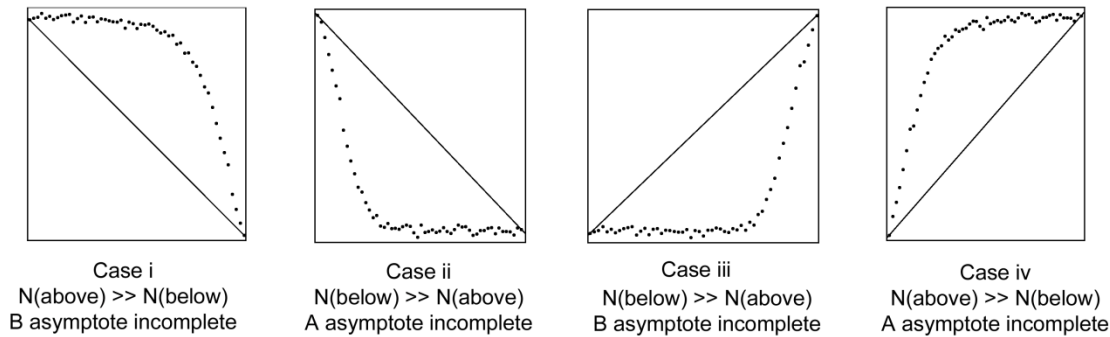 Case i
N(above) >> N(below)
B asymptote incomplete
Case ii
N(below) >> N(above)
A asymptote incomplete
Case iii
N(below) >> N(above)
B asymptote incomplete
Case iv
N(above) >> N(below)
A asymptote incomplete